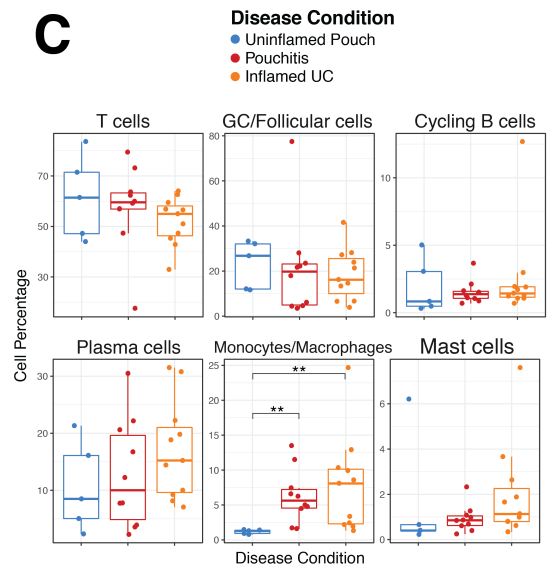 C
Disease Condition
Uninflamed Pouch
Pouchitis
Inflamed UC
T cells
GC/Follicular cells
Cycling B cells
70
50
30
80
60
40
20
0
10
5
0
Cell Percentage
Plasma cells
Monocytes/Macrophages
Mast cells
30
20
10
25
20
15
10
5
0
**
**
6
4
2
0
Disease Condition